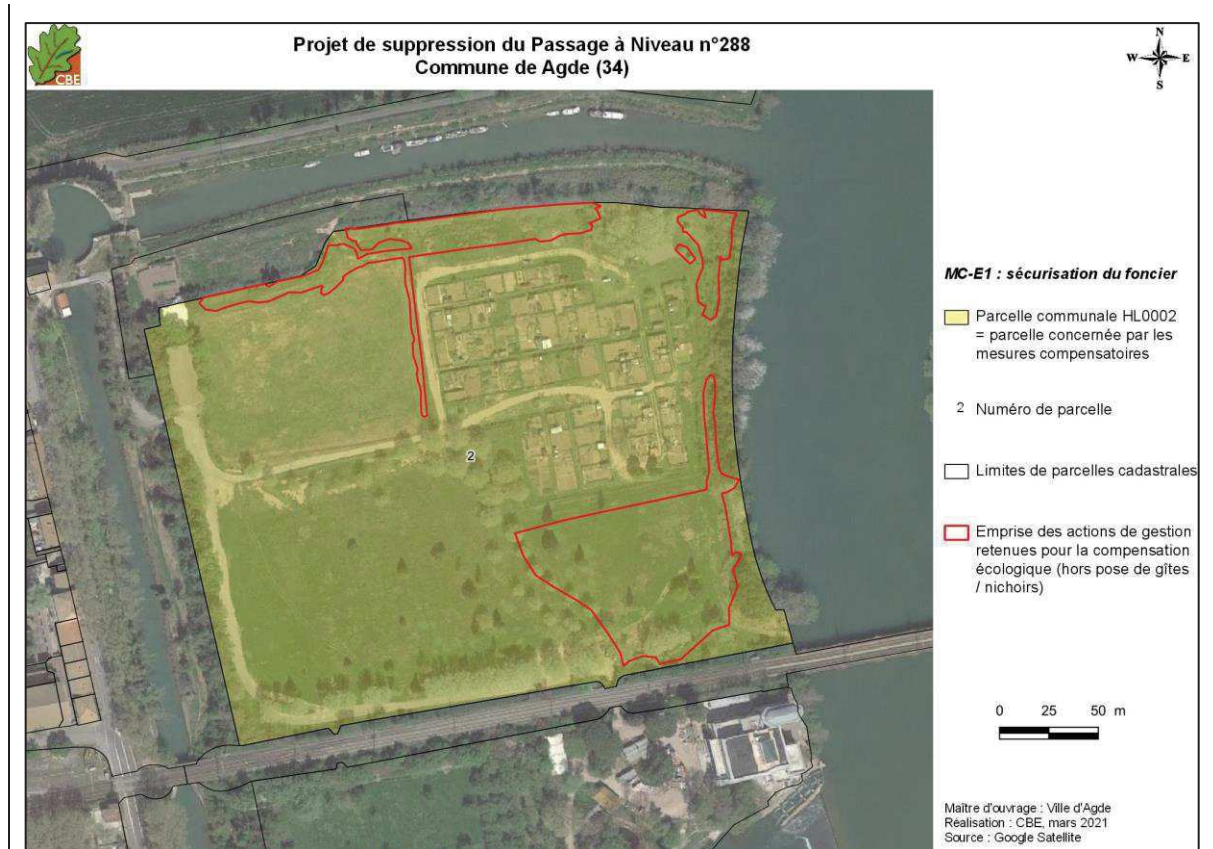 CBE
Projet de suppression du Passage à Niveau n°288
Commune de Agde (34)
N
W E
S
MC-E1 : sécurisation du foncier
Parcelle communale HL0002
= parcelle concernée par les
mesures compensatoires
2 Numéro de parcelle
Limites de parcelles cadastrales
Emprise des actions de gestion
retenues pour la compensation
écologique (hors pose de gîtes
/ nichoirs)
2
0 25 50 m
Maître d'ouvrage : Ville d'Agde
Réalisation : CBE, mars 2021
Source : Google Satellite